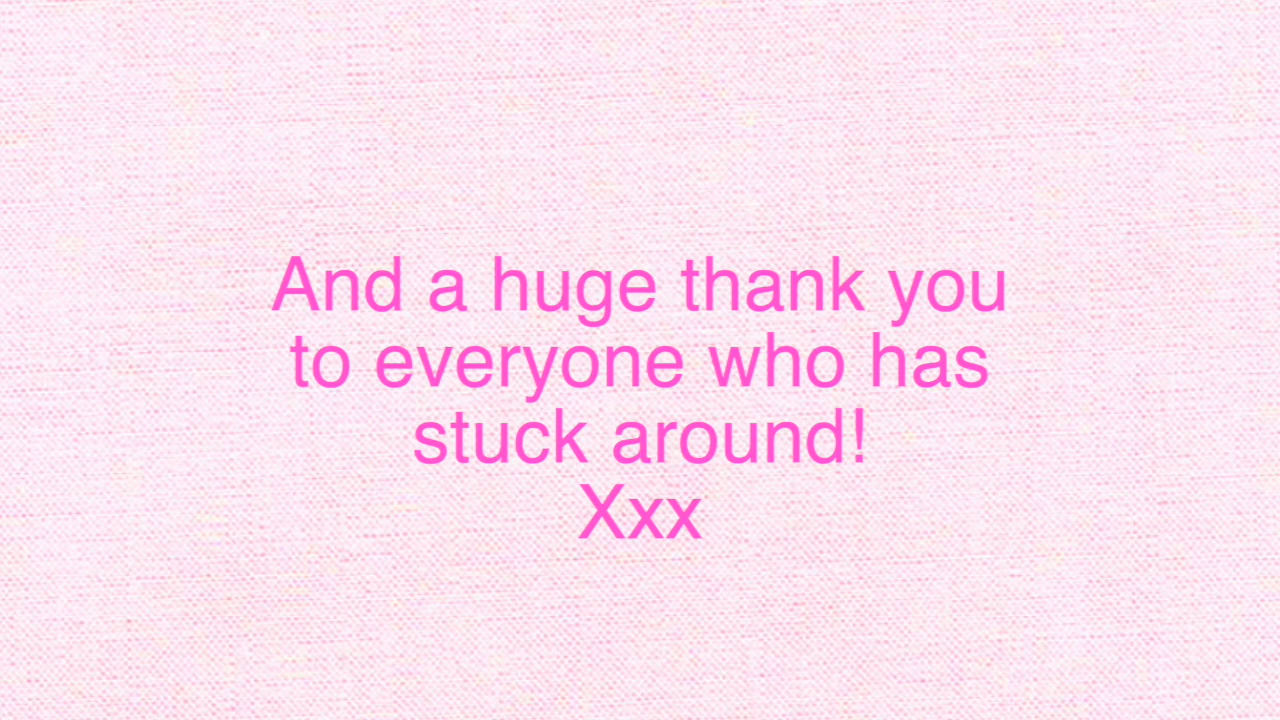 And a huge thank you
to everyone who has
stuck around!
Xxx